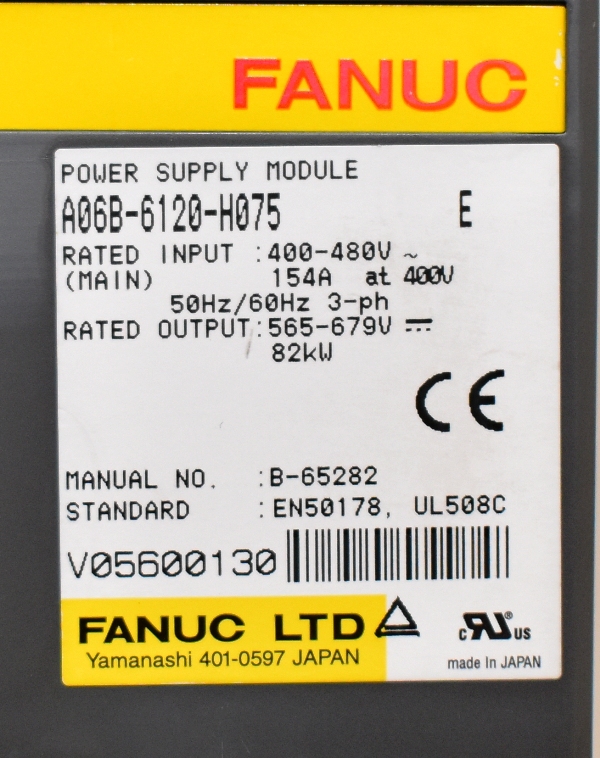 FANUC
POWER SUPPLY MODULE
A06B-6120-H075 E
RATED INPUT :400-480V ~
(MAIN) 154A at 400V
50Hz/60Hz 3-ph
RATED OUTPUT:565-679V ⎓
82kW
CE
MANUAL NO. :B-65282
STANDARD :EN50178, UL508C
V05600130
FANUC LTD
Yamanashi 401-0597 JAPAN
c RU® US
made In JAPAN